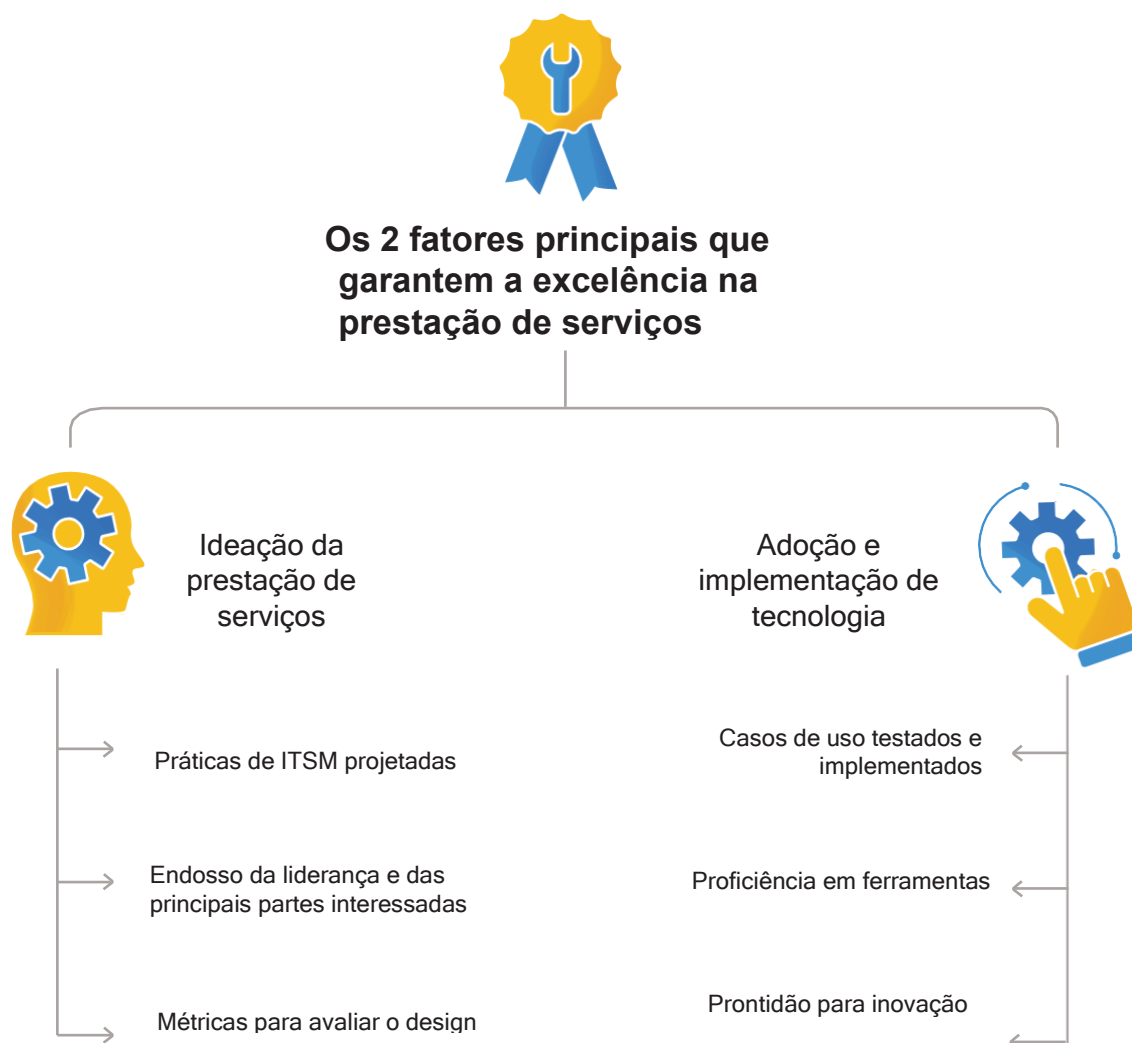 Os 2 fatores principais que
garantem a excelência na
prestação de serviços
Ideação da
prestação de
serviços
Práticas de ITSM projetadas
Endosso da liderança e das
principais partes interessadas
Métricas para avaliar o design
Adoção e
implementação de
tecnologia
Casos de uso testados e
implementados
Proficiência em ferramentas
Prontidão para inovação